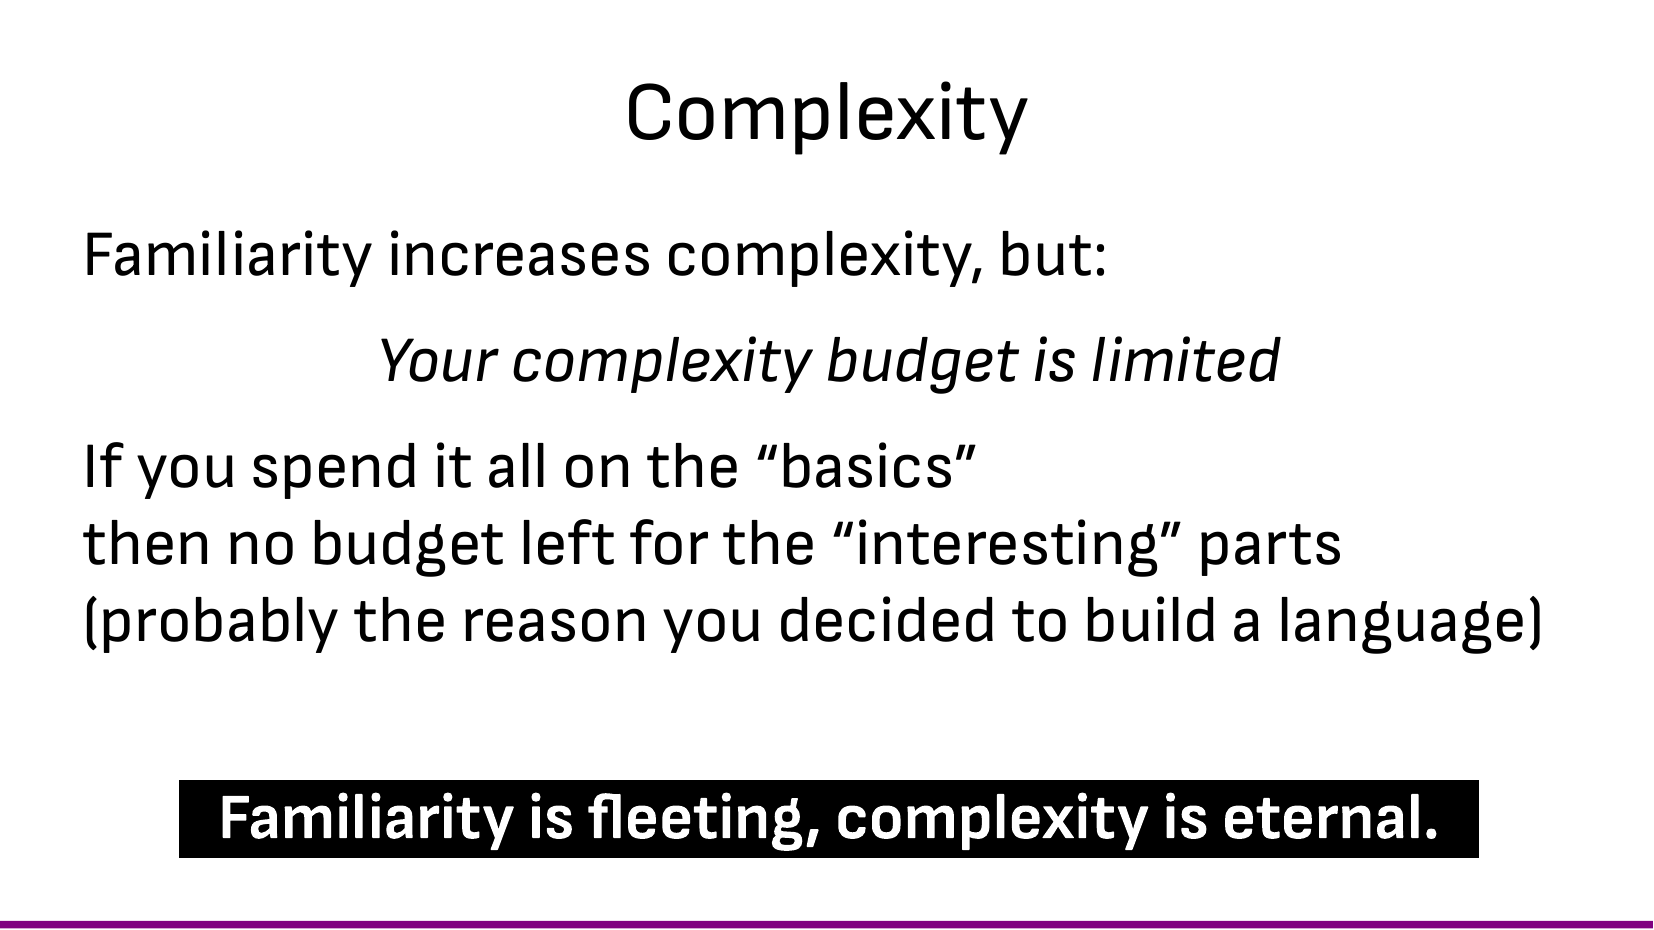 Complexity
Familiarity increases complexity, but:
Your complexity budget is limited
If you spend it all on the “basics”
then no budget left for the “interesting” parts
(probably the reason you decided to build a language)
Familiarity is fleeting, complexity is eternal.